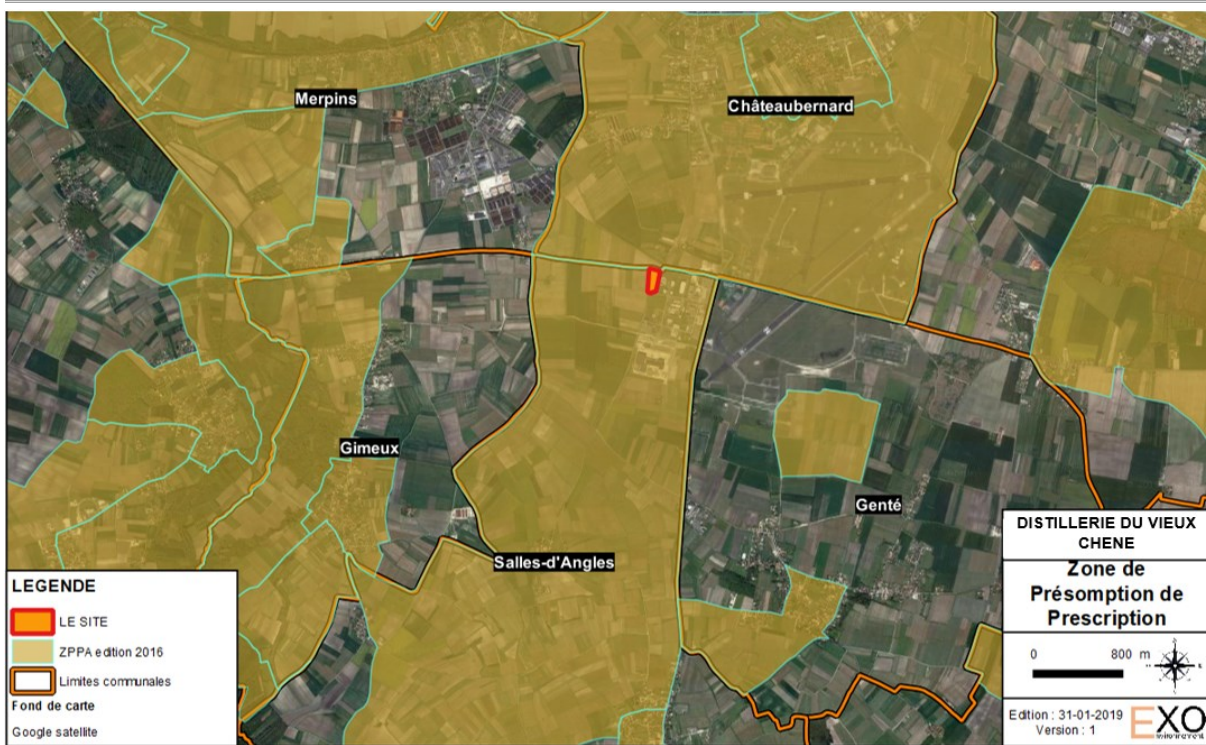 Merpins
Châteaubernard
Gimeux
Genté
Salles-d'Angles
LEGENDE
LE SITE
ZPPA edition 2016
Limites communales
Fond de carte
Google satellite
DISTILLERIE DU VIEUX
CHENE
Zone de
Présomption de
Prescription
0 800 m
Edition : 31-01-2019
Version : 1
EXO